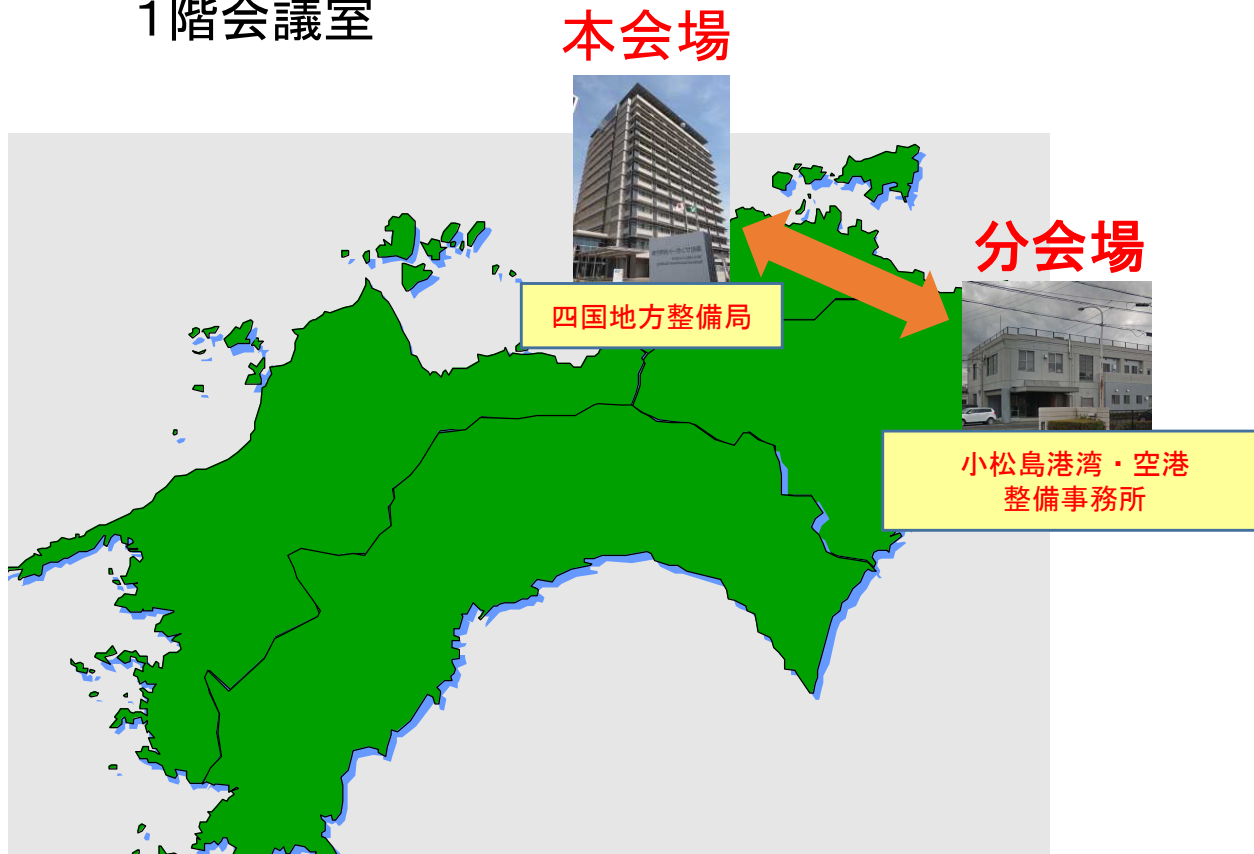 1階会議室
本会場
分会場
四国地方整備局
小松島港湾・空港
整備事務所